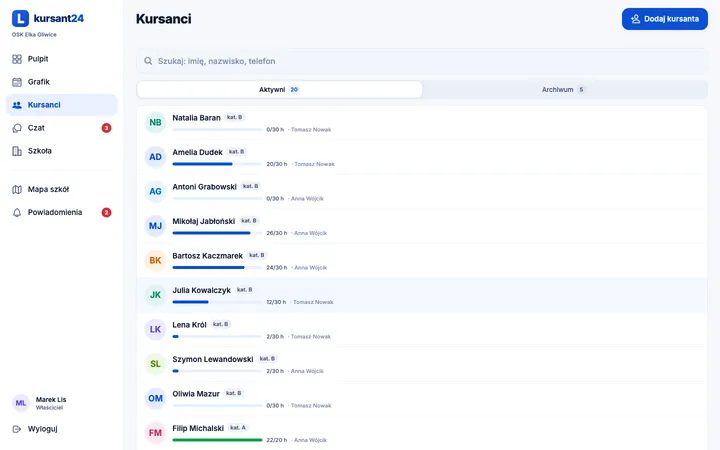 L kursant24
OSK Elka Gliwice
Pulpit
Grafik
Kursanci
Czat 3
Szkoła
Mapa szkół
Powiadomienia 2
ML Marek Lis
Właściciel
Wyloguj
Kursanci
Dodaj kursanta
Szukaj: imię, nazwisko, telefon
Aktywni 20
Archiwum 5
NB Natalia Baran kat. B
0/30 h · Tomasz Nowak
AD Amelia Dudek kat. B
20/30 h · Tomasz Nowak
AG Antoni Grabowski kat. B
0/30 h · Anna Wójcik
MJ Mikołaj Jabłoński kat. B
26/30 h · Anna Wójcik
BK Bartosz Kaczmarek kat. B
24/30 h · Anna Wójcik
JK Julia Kowalczyk kat. B
12/30 h · Tomasz Nowak
LK Lena Król kat. B
2/30 h · Tomasz Nowak
SL Szymon Lewandowski kat. B
2/30 h · Anna Wójcik
OM Oliwia Mazur kat. B
0/30 h · Tomasz Nowak
FM Filip Michalski kat. A
22/20 h · Anna Wójcik